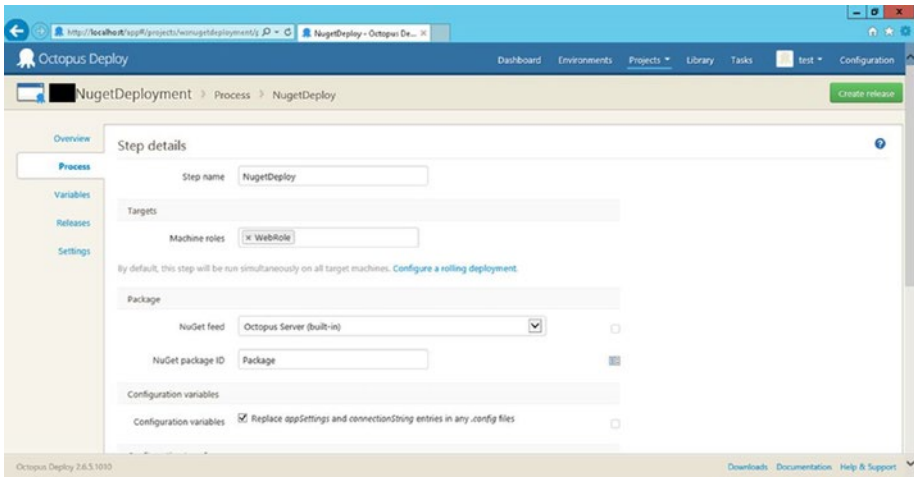 http://localhost/app#/projects/wsnugetdeployment/p
NugetDeploy - Octopus De...
Octopus Deploy
Dashboard Environments Projects Library Tasks test Configuration
NugetDeployment > Process > NugetDeploy
Create release
Overview
Process
Variables
Releases
Settings
Step details
Step name NugetDeploy
Targets
Machine roles × WebRole
By default, this step will be run simultaneously on all target machines. Configure a rolling deployment.
Package
NuGet feed Octopus Server (built-in)
NuGet package ID Package
Configuration variables
Configuration variables Replace appSettings and connectionString entries in any .config files
Octopus Deploy 2.6.5.1010
Downloads Documentation Help & Support